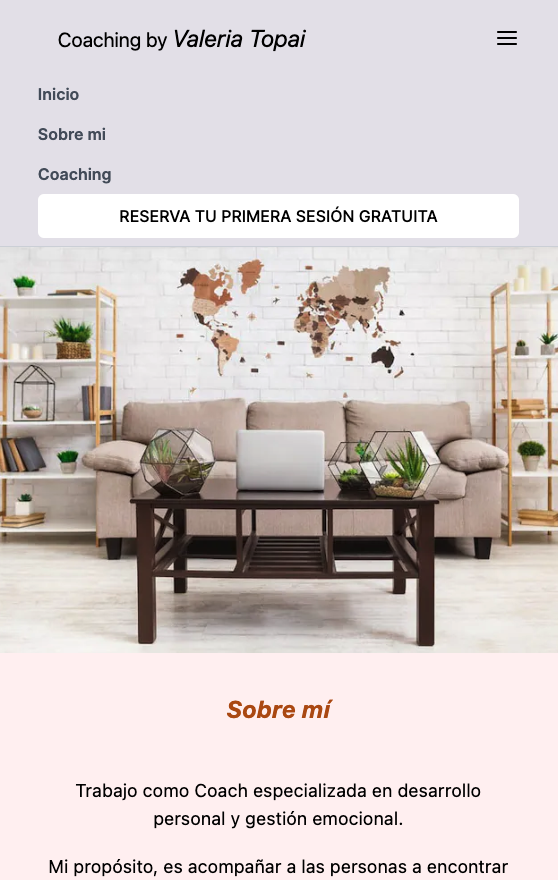 Coaching by Valeria Topai
Inicio
Sobre mi
Coaching
RESERVA TU PRIMERA SESIÓN GRATUITA
Sobre mí
Trabajo como Coach especializada en desarrollo
personal y gestión emocional.
Mi propósito, es acompañar a las personas a encontrar